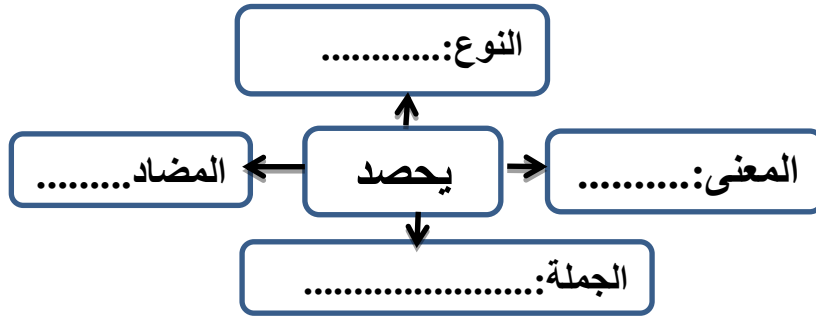 النوع:............
المعنى:..........
يحصد
المضاد.........
الجملة:.......................